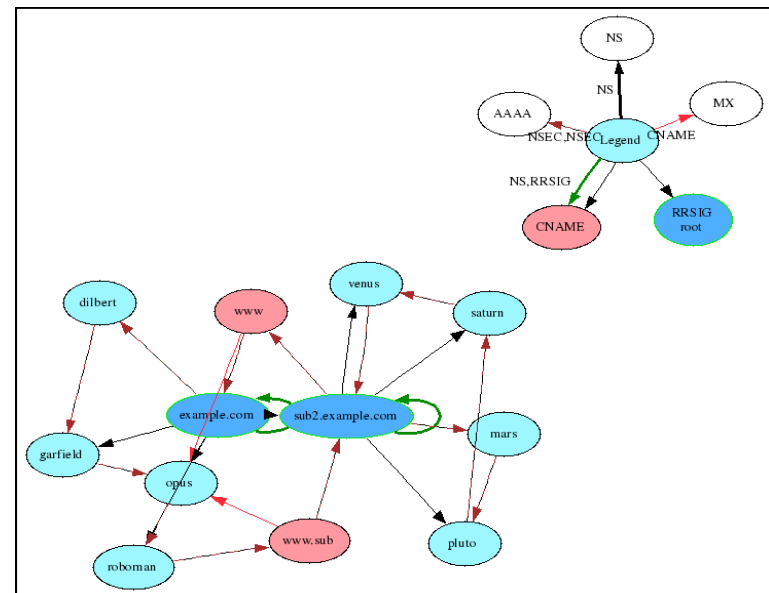 NS
NS
AAAA
MX
NSEC,NSEC
Legend
CNAME
NS,RRSIG
CNAME
RRSIG
root
venus
dilbert
www
saturn
example.com
sub2.example.com
mars
garfield
opus
www.sub
pluto
roboman